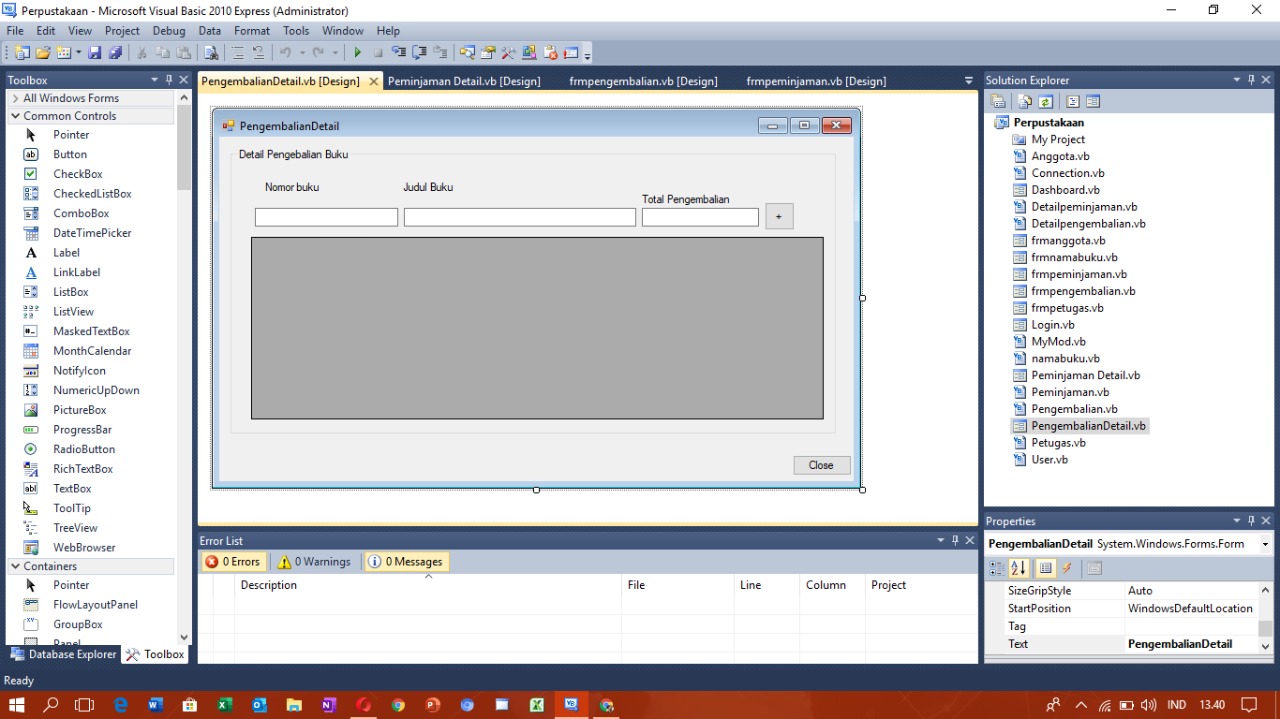 Perpustakaan - Microsoft Visual Basic 2010 Express (Administrator)
File Edit View Project Debug Data Format Tools Window Help
Toolbox
All Windows Forms
Common Controls
Pointer
Button
CheckBox
CheckedListBox
ComboBox
DateTimePicker
Label
LinkLabel
ListBox
ListView
MaskedTextBox
MonthCalendar
NotifyIcon
NumericUpDown
PictureBox
ProgressBar
RadioButton
RichTextBox
TextBox
ToolTip
TreeView
WebBrowser
Containers
Pointer
FlowLayoutPanel
GroupBox
Panel
Database Explorer Toolbox
PengembalianDetail.vb [Design] Peminjaman Detail.vb [Design] frmpengembalian.vb [Design] frmpeminjaman.vb [Design]
PengembalianDetail
Detail Pengebalian Buku
Nomor buku Judul Buku
Total Pengembalian
+
Close
Error List
0 Errors 0 Warnings 0 Messages
Description File Line Column Project
Solution Explorer
Perpustakaan
My Project
Anggota.vb
Connection.vb
Dashboard.vb
Detailpeminjaman.vb
Detailpengembalian.vb
frmanggota.vb
frmnamabuku.vb
frmpeminjaman.vb
frmpengembalian.vb
frmpetugas.vb
Login.vb
MyMod.vb
namabuku.vb
Peminjaman Detail.vb
Peminjaman.vb
Pengembalian.vb
PengembalianDetail.vb
Petugas.vb
User.vb
Properties
PengembalianDetail System.Windows.Forms.Form
SizeGripStyle Auto
StartPosition WindowsDefaultLocation
Tag
Text PengembalianDetail
Ready
IND 13.40